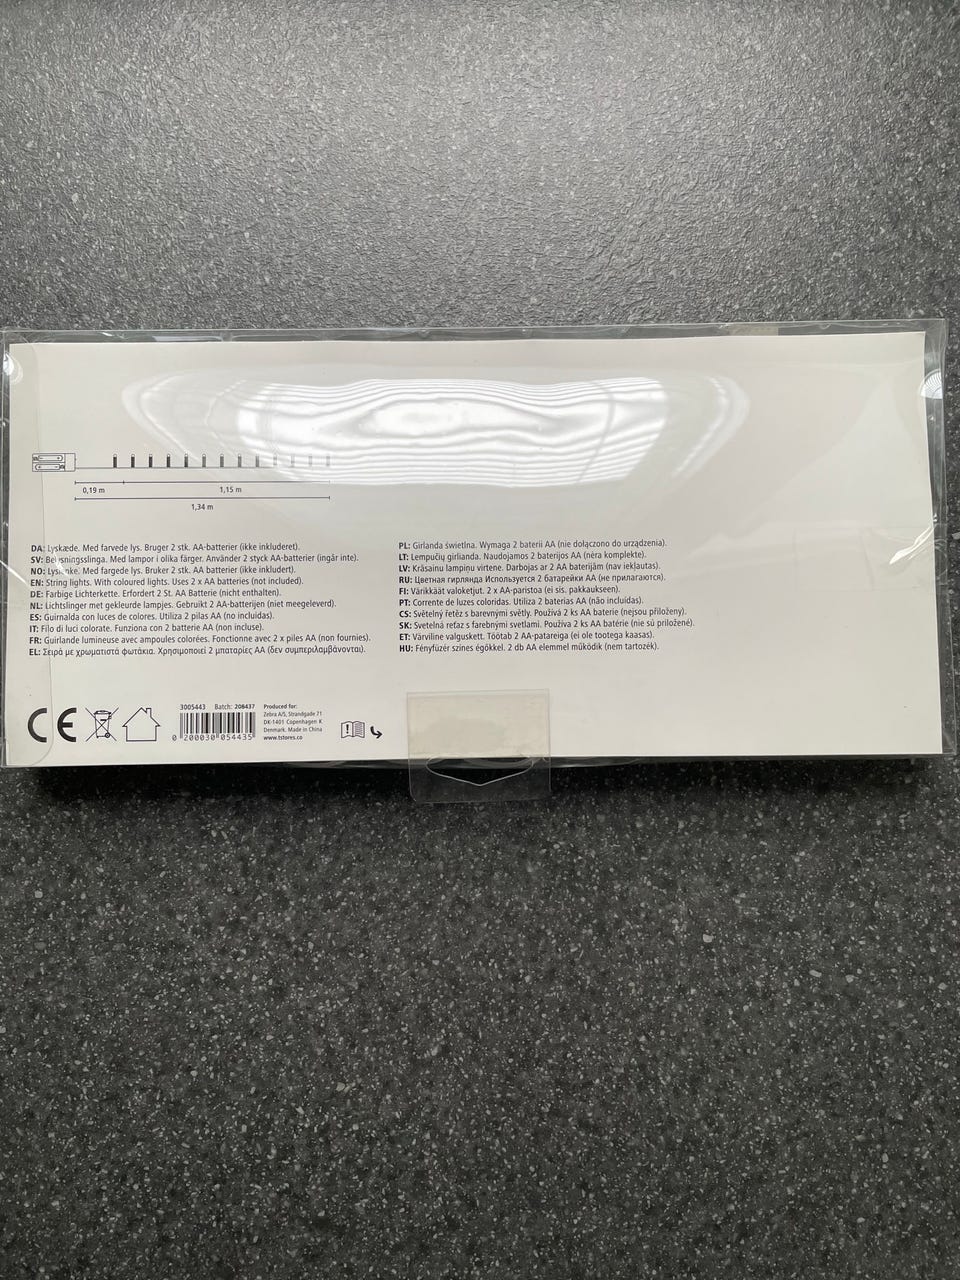 0,19 m
1,15 m
1,34 m
DA: Lyskæde. Med farvede lys. Bruger 2 stk. AA-batterier (ikke inkluderet).
SV: Belysningsslinga. Med lampor i olika färger. Använder 2 styck AA-batterier (ingår inte).
NO: Lyslenke. Med fargede lys. Bruker 2 stk. AA batterier (ikke inkludert).
EN: String lights. With coloured lights. Uses 2 x AA batteries (not included).
DE: Farbige Lichterkette. Erfordert 2 St. AA Batterie (nicht enthalten).
NL: Lichtslinger met gekleurde lampjes. Gebruikt 2 AA-batterijen (niet meegeleverd).
ES: Guirnalda con luces de colores. Utiliza 2 pilas AA (no incluidas).
IT: Filo di luci colorate. Funziona con 2 batterie AA (non incluse).
FR: Guirlande lumineuse avec ampoules colorées. Fonctionne avec 2 x piles AA (non fournies).
EL: Σειρά με χρωματιστά φωτάκια. Χρησιμοποιεί 2 μπαταρίες AA (δεν συμπεριλαμβάνονται).
PL: Girlanda świetlna. Wymaga 2 baterii AA (nie dołączono do urządzenia).
LT: Lempučių girlianda. Naudojamos 2 baterijos AA (nėra komplekte).
LV: Krāsainu lampiņu virtene. Darbojas ar 2 AA baterijām (nav iekļautas).
RU: Цветная гирлянда Используется 2 батарейки AA (не прилагаются).
FI: Värikkäät valoketjut. 2 x AA-paristoa (ei sis. pakkaukseen).
PT: Corrente de luzes coloridas. Utiliza 2 baterias AA (não incluídas).
CS: Světelný řetěz s barevnými světly. Používá 2 ks AA baterie (nejsou přiloženy).
SK: Svetelná reťaz s farebnými svetlami. Používa 2 ks AA batérie (nie sú priložené).
ET: Värviline valguskett. Töötab 2 AA-patareiga (ei ole tootega kaasas).
HU: Fényfüzér színes égőkkel. 2 db AA elemmel működik (nem tartozék).
CE
3005443 Batch: 208437
0 200030 054435
Produced for:
Zebra A/S, Strandgade 71
DK-1401 Copenhagen K
Denmark. Made in China
www.tstores.co